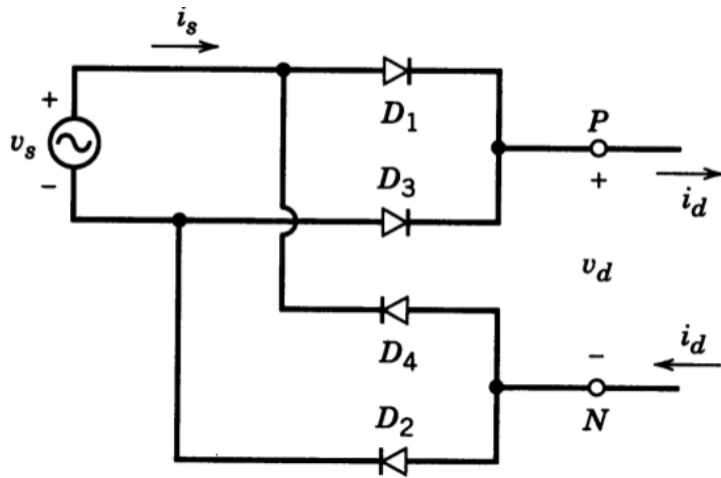 i_s
+
v_s
-
D_1
D_3
P
+
i_d
v_d
i_d
-
N
D_4
D_2